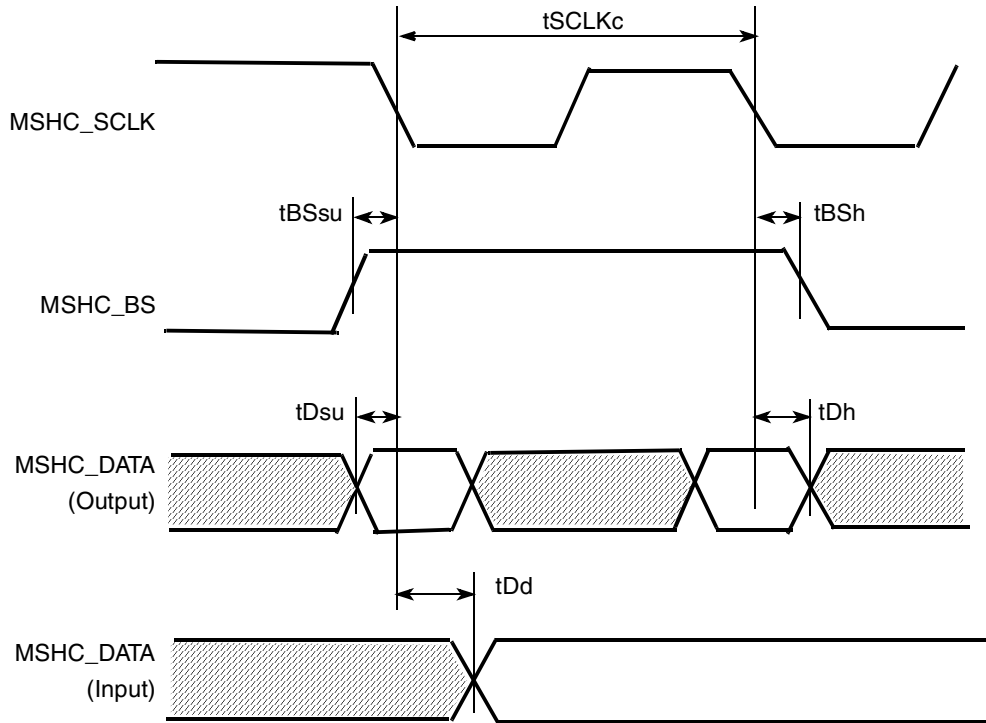 tSCLKc
MSHC_SCLK
tBSsu
tBSh
MSHC_BS
tDsu
tDh
MSHC_DATA
(Output)
tDd
MSHC_DATA
(Input)